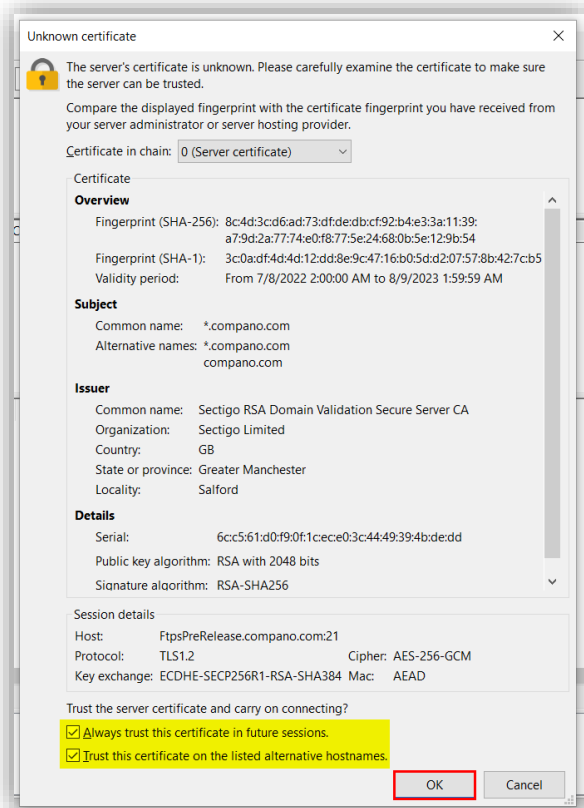 Unknown certificate
The server's certificate is unknown. Please carefully examine the certificate to make sure
the server can be trusted.
Compare the displayed fingerprint with the certificate fingerprint you have received from
your server administrator or server hosting provider.
Certificate in chain: 0 (Server certificate)
Certificate
Overview
Fingerprint (SHA-256): 8c:4d:3c:d6:ad:73:df:de:db:cf:92:b4:e3:3a:11:39:
a7:9d:2a:77:74:e0:f8:77:5e:24:68:0b:5e:12:9b:54
Fingerprint (SHA-1): 3c:0a:df:4d:4d:12:dd:8e:9c:47:16:b0:5d:d2:07:57:8b:42:7c:b5
Validity period: From 7/8/2022 2:00:00 AM to 8/9/2023 1:59:59 AM
Subject
Common name: *.compano.com
Alternative names: *.compano.com
compano.com
Issuer
Common name: Sectigo RSA Domain Validation Secure Server CA
Organization: Sectigo Limited
Country: GB
State or province: Greater Manchester
Locality: Salford
Details
Serial: 6c:c5:61:d0:f9:0f:1c:ec:e0:3c:44:49:39:4b:de:dd
Public key algorithm: RSA with 2048 bits
Signature algorithm: RSA-SHA256
Session details
Host: FtpsPreRelease.compano.com:21
Protocol: TLS1.2 Cipher: AES-256-GCM
Key exchange: ECDHE-SECP256R1-RSA-SHA384 Mac: AEAD
Trust the server certificate and carry on connecting?
Always trust this certificate in future sessions.
Trust this certificate on the listed alternative hostnames.
OK Cancel